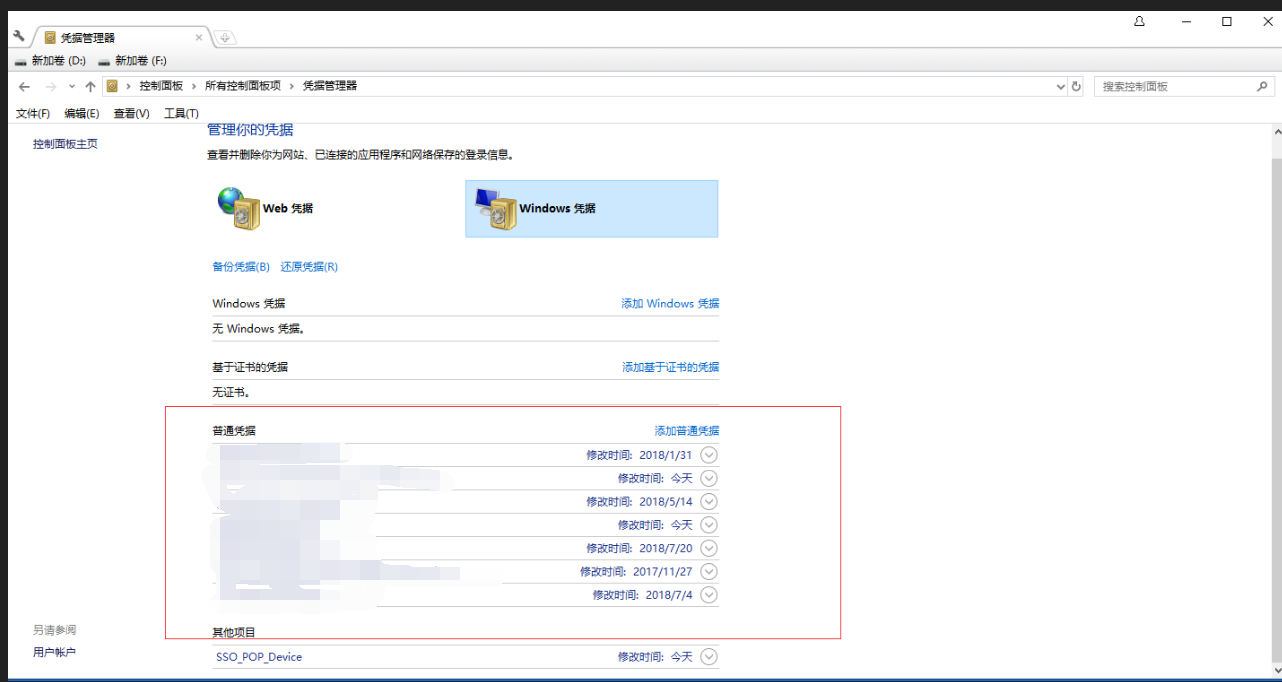 凭据管理器
新加卷 (D:) 新加卷 (F:)
控制面板 › 所有控制面板项 › 凭据管理器
搜索控制面板
文件(F) 编辑(E) 查看(V) 工具(T)
控制面板主页
管理你的凭据
查看并删除你为网站、已连接的应用程序和网络保存的登录信息。
Web 凭据
Windows 凭据
备份凭据(B) 还原凭据(R)
Windows 凭据 添加 Windows 凭据
无 Windows 凭据。
基于证书的凭据 添加基于证书的凭据
无证书。
普通凭据 添加普通凭据
修改时间: 2018/1/31
修改时间: 今天
修改时间: 2018/5/14
修改时间: 今天
修改时间: 2018/7/20
修改时间: 2017/11/27
修改时间: 2018/7/4
其他项目
SSO_POP_Device 修改时间: 今天
另请参阅
用户帐户